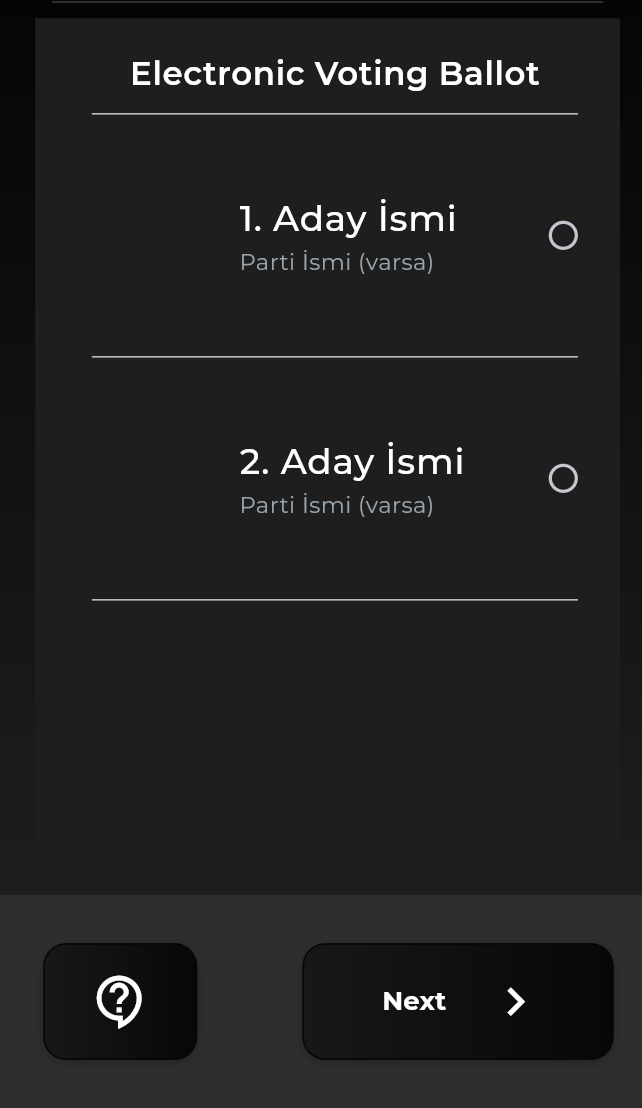 Electronic Voting Ballot
1. Aday İsmi
Parti İsmi (varsa)
2. Aday İsmi
Parti İsmi (varsa)
Next